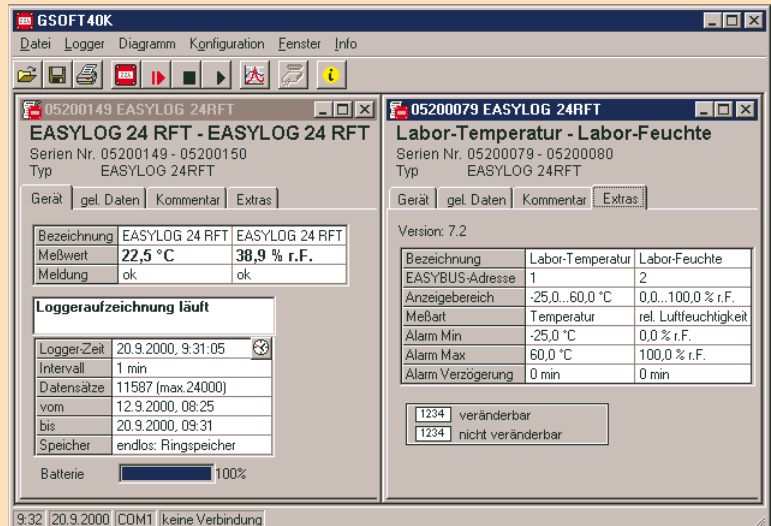 GSOFT40K
Datei Logger Diagramm Konfiguration Fenster Info
05200149 EASYLOG 24RFT
EASYLOG 24 RFT - EASYLOG 24 RFT
Serien Nr. 05200149 - 05200150
Typ EASYLOG 24RFT
Gerät gel. Daten Kommentar Extras
Bezeichnung EASYLOG 24 RFT EASYLOG 24 RFT
Meßwert 22,5 °C 38,9 % r.F.
Meldung ok ok
Loggeraufzeichnung läuft
Logger-Zeit 20.9.2000, 9:31:05
Intervall 1 min
Datensätze 11587 (max.24000)
vom 12.9.2000, 08:25
bis 20.9.2000, 09:31
Speicher endlos: Ringspeicher
Batterie 100%
05200079 EASYLOG 24RFT
Labor-Temperatur - Labor-Feuchte
Serien Nr. 05200079 - 05200080
Typ EASYLOG 24RFT
Gerät gel. Daten Kommentar Extras
Version: 7.2
Bezeichnung Labor-Temperatur Labor-Feuchte
EASYBUS-Adresse 1 2
Anzeigebereich -25,0...60,0 °C 0,0...100,0 % r.F.
Meßart Temperatur rel. Luftfeuchtigkeit
Alarm Min -25,0 °C 0,0 % r.F.
Alarm Max 60,0 °C 100,0 % r.F.
Alarm Verzögerung 0 min 0 min
1234 veränderbar
1234 nicht veränderbar
9:32 20.9.2000 COM1 keine Verbindung